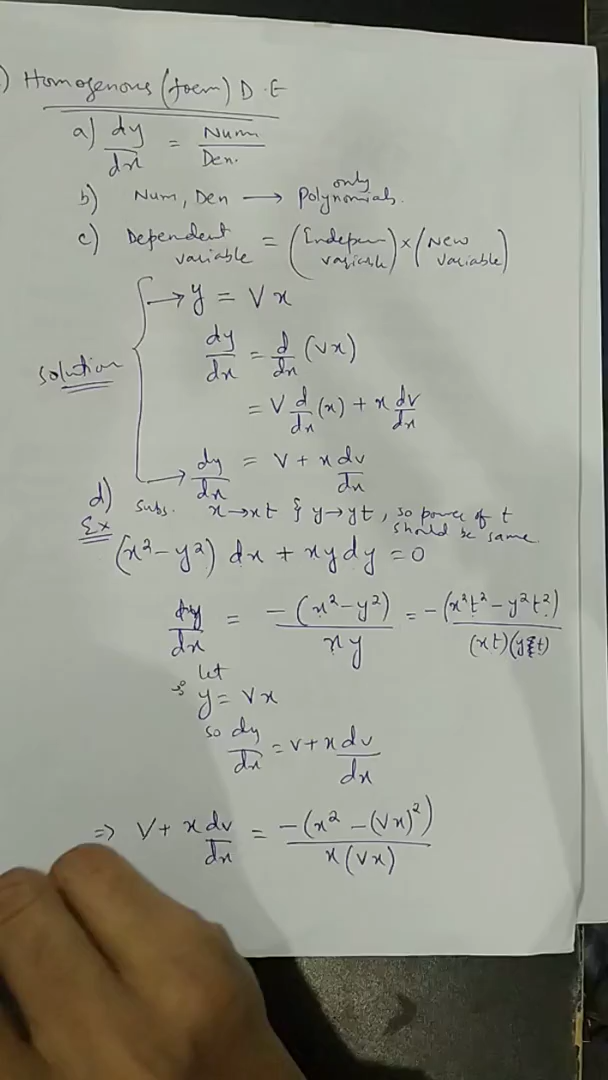 ) Homogenous (form) D.E
a) dy/dx = Num/Den.
b) Num, Den → only Polynomials.
c) Dependent variable = (Indepen variable) × (New variable)
Solution
→ y = Vx
dy/dx = d/dx (Vx)
= V d/dx (x) + x dv/dx
→ dy/dx = V + x dv/dx
d) Subs. x→xt & y→yt, so power of t should be same
Ex
(x²-y²) dx + xydy = 0
dy/dx = -(x²-y²)/xy = -(x²t² - y²t²)/(xt)(yt)
let
y = Vx
so dy/dx = V + x dv/dx
⇒ V + x dv/dx = -(x² - (Vx)²)/x(Vx)